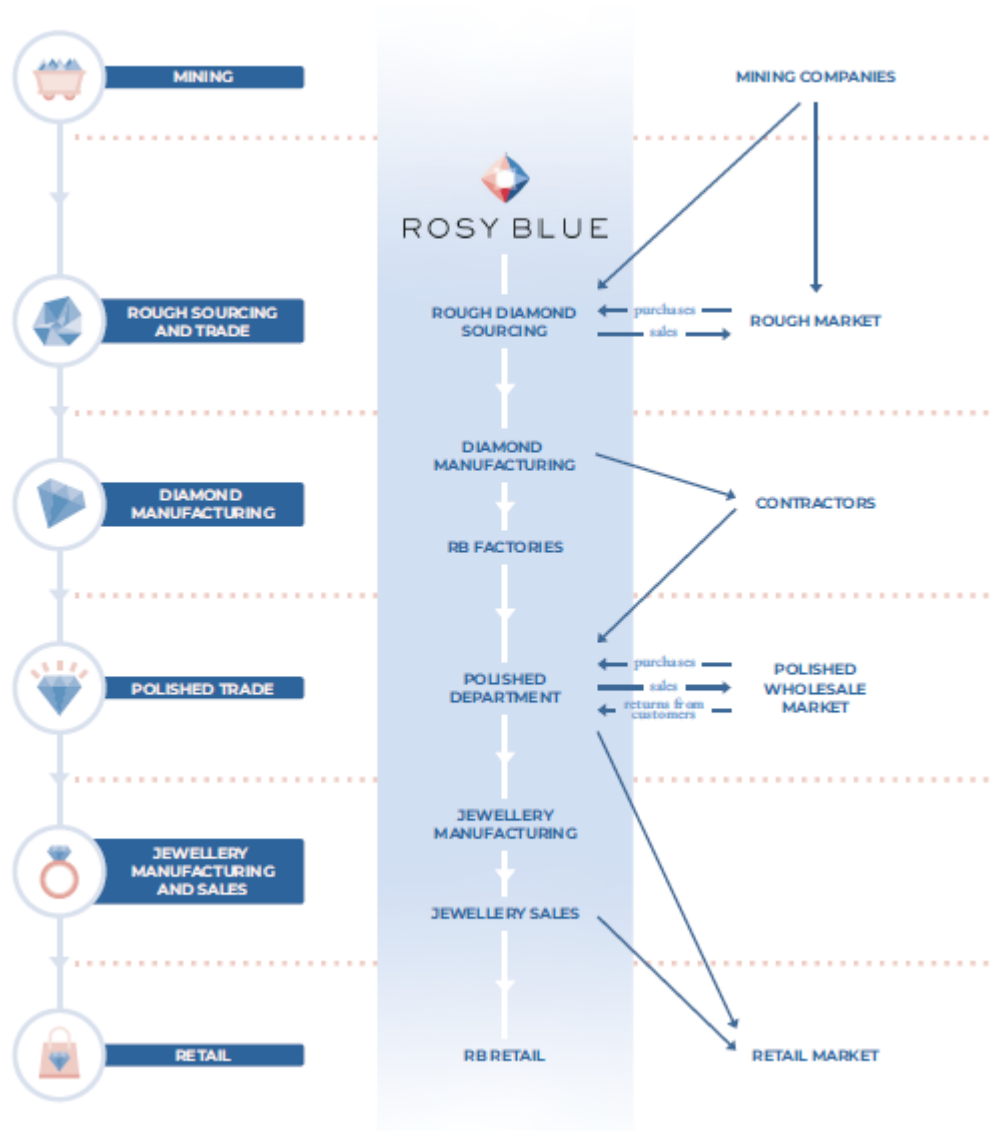 MINING
MINING COMPANIES
ROSY BLUE
ROUGH SOURCING
AND TRADE
ROUGH DIAMOND
SOURCING
purchases
sales
ROUGH MARKET
DIAMOND
MANUFACTURING
DIAMOND
MANUFACTURING
CONTRACTORS
RB FACTORIES
POLISHED TRADE
POLISHED
DEPARTMENT
purchases
sales
returns from
customers
POLISHED
WHOLESALE
MARKET
JEWELLERY
MANUFACTURING
AND SALES
JEWELLERY
MANUFACTURING
JEWELLERY SALES
RETAIL
RB RETAIL
RETAIL MARKET